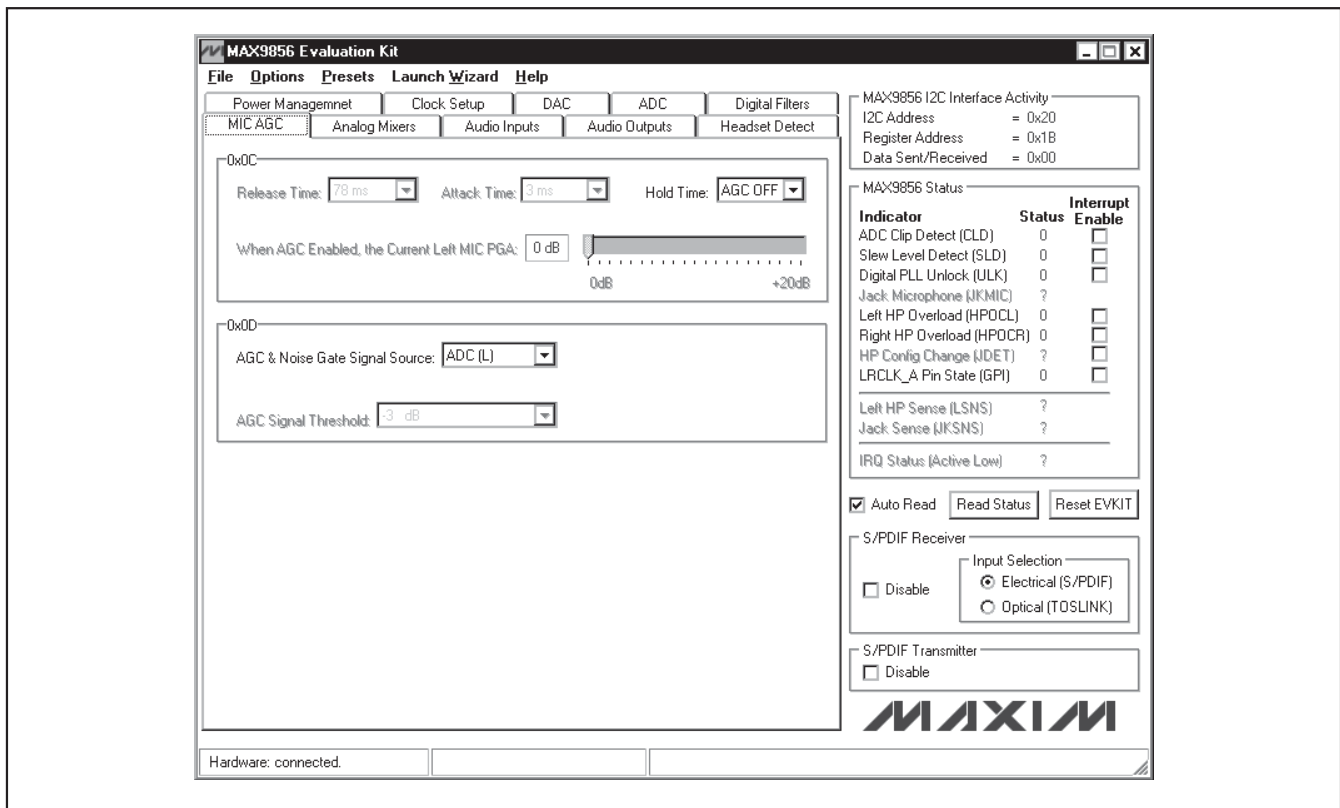 MAX9856 Evaluation Kit
File Options Presets Launch Wizard Help
Power Managemnet Clock Setup DAC ADC Digital Filters
MIC AGC Analog Mixers Audio Inputs Audio Outputs Headset Detect
0x0C
Release Time: 78 ms Attack Time: 3 ms Hold Time: AGC OFF
When AGC Enabled, the Current Left MIC PGA: 0 dB
0dB +20dB
0x0D
AGC & Noise Gate Signal Source: ADC (L)
AGC Signal Threshold: -3 dB
MAX9856 I2C Interface Activity
I2C Address = 0x20
Register Address = 0x1B
Data Sent/Received = 0x00
MAX9856 Status
Indicator Status Interrupt Enable
ADC Clip Detect (CLD) 0
Slew Level Detect (SLD) 0
Digital PLL Unlock (ULK) 0
Jack Microphone (JKMIC) ?
Left HP Overload (HPOCL) 0
Right HP Overload (HPOCR) 0
HP Config Change (JDET) ?
LRCLK_A Pin State (GPI) 0
Left HP Sense (LSNS) ?
Jack Sense (JKSNS) ?
IRQ Status (Active Low) ?
Auto Read Read Status Reset EVKIT
S/PDIF Receiver
Disable
Input Selection
Electrical (S/PDIF)
Optical (TOSLINK)
S/PDIF Transmitter
Disable
MAXIM
Hardware: connected.